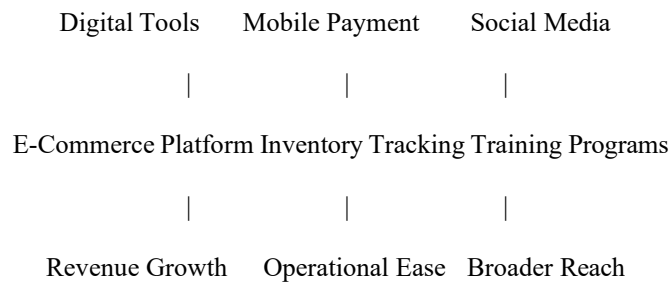 Digital Tools Mobile Payment Social Media
| | |
E-Commerce Platform Inventory Tracking Training Programs
| | |
Revenue Growth Operational Ease Broader Reach